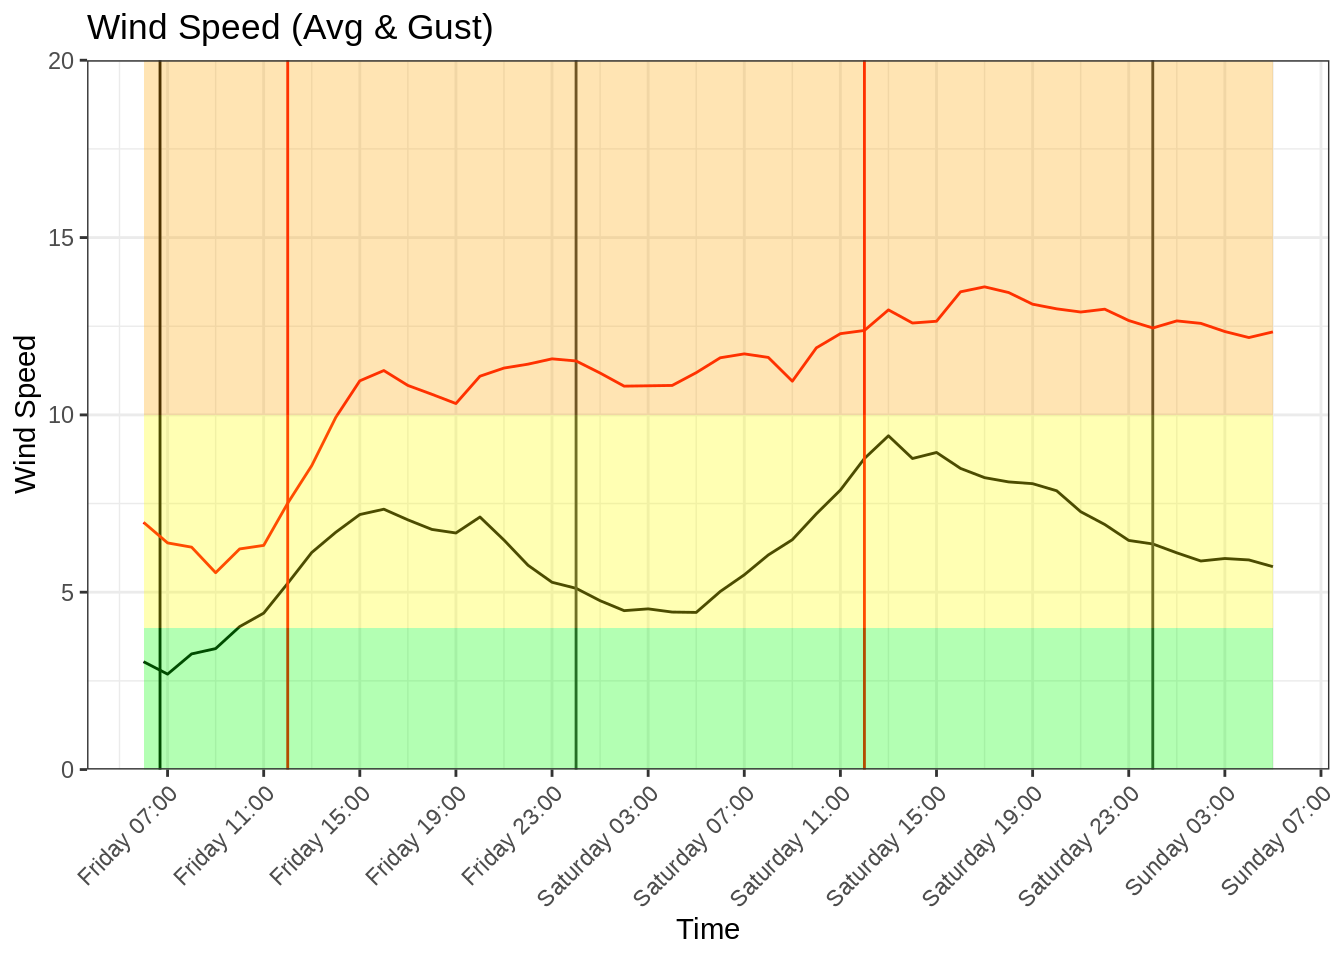 Wind Speed (Avg & Gust)
20
15
10
5
0
Wind Speed
Friday 07:00
Friday 11:00
Friday 15:00
Friday 19:00
Friday 23:00
Saturday 03:00
Saturday 07:00
Saturday 11:00
Saturday 15:00
Saturday 19:00
Saturday 23:00
Sunday 03:00
Sunday 07:00
Time